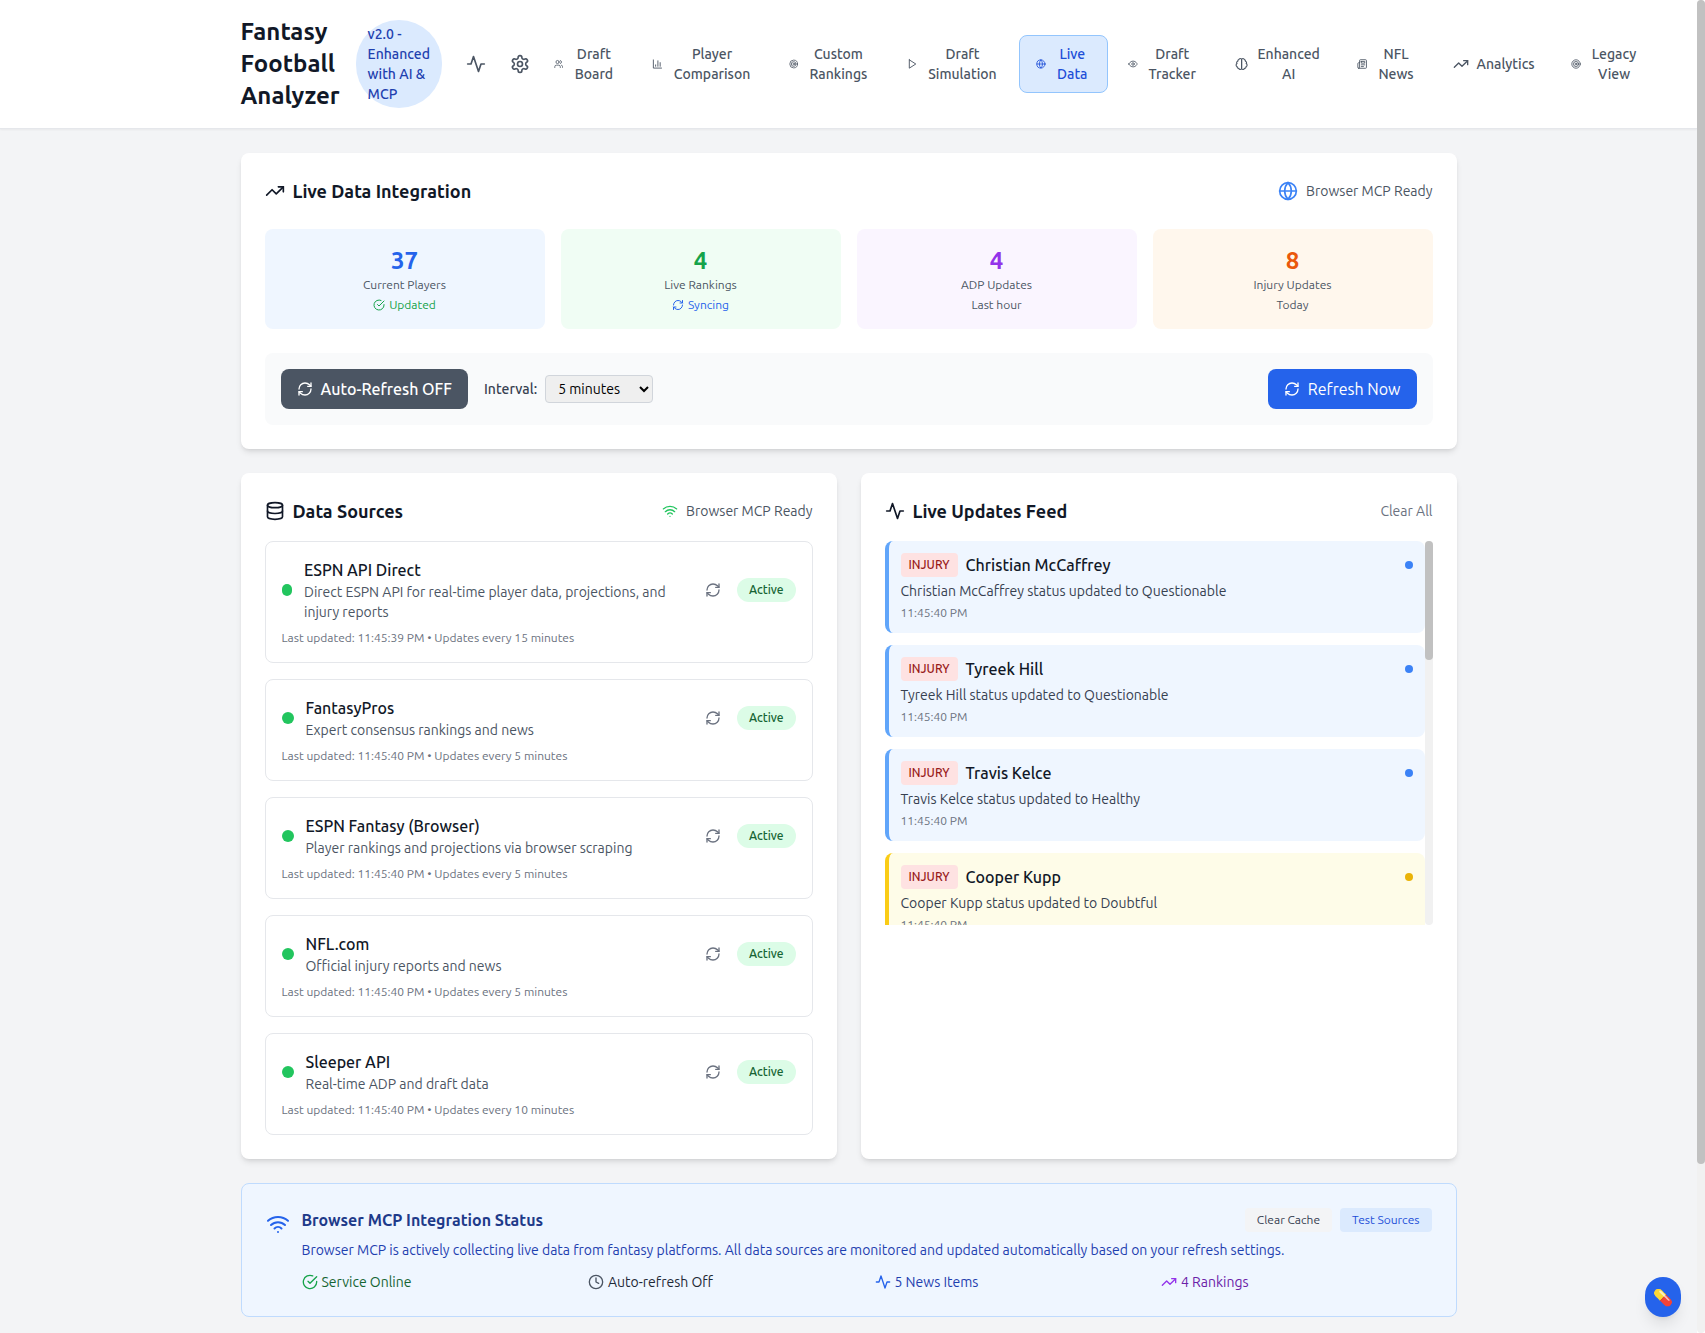 Fantasy
Football
Analyzer
v2.0 -
Enhanced
with AI &
MCP
Draft
Board
Player
Comparison
Custom
Rankings
Draft
Simulation
Live
Data
Draft
Tracker
Enhanced
AI
NFL
News
Analytics
Legacy
View
Live Data Integration
Browser MCP Ready
37
Current Players
Updated
4
Live Rankings
Syncing
4
ADP Updates
Last hour
8
Injury Updates
Today
Auto-Refresh OFF
Interval:
5 minutes
Refresh Now
Data Sources
Browser MCP Ready
ESPN API Direct
Direct ESPN API for real-time player data, projections, and
injury reports
Active
Last updated: 11:45:39 PM • Updates every 15 minutes
FantasyPros
Expert consensus rankings and news
Active
Last updated: 11:45:40 PM • Updates every 5 minutes
ESPN Fantasy (Browser)
Player rankings and projections via browser scraping
Active
Last updated: 11:45:40 PM • Updates every 5 minutes
NFL.com
Official injury reports and news
Active
Last updated: 11:45:40 PM • Updates every 5 minutes
Sleeper API
Real-time ADP and draft data
Active
Last updated: 11:45:40 PM • Updates every 10 minutes
Live Updates Feed
Clear All
INJURY Christian McCaffrey
Christian McCaffrey status updated to Questionable
11:45:40 PM
INJURY Tyreek Hill
Tyreek Hill status updated to Questionable
11:45:40 PM
INJURY Travis Kelce
Travis Kelce status updated to Healthy
11:45:40 PM
INJURY Cooper Kupp
Cooper Kupp status updated to Doubtful
11:45:40 PM
Browser MCP Integration Status
Clear Cache
Test Sources
Browser MCP is actively collecting live data from fantasy platforms. All data sources are monitored and updated automatically based on your refresh settings.
Service Online
Auto-refresh Off
5 News Items
4 Rankings